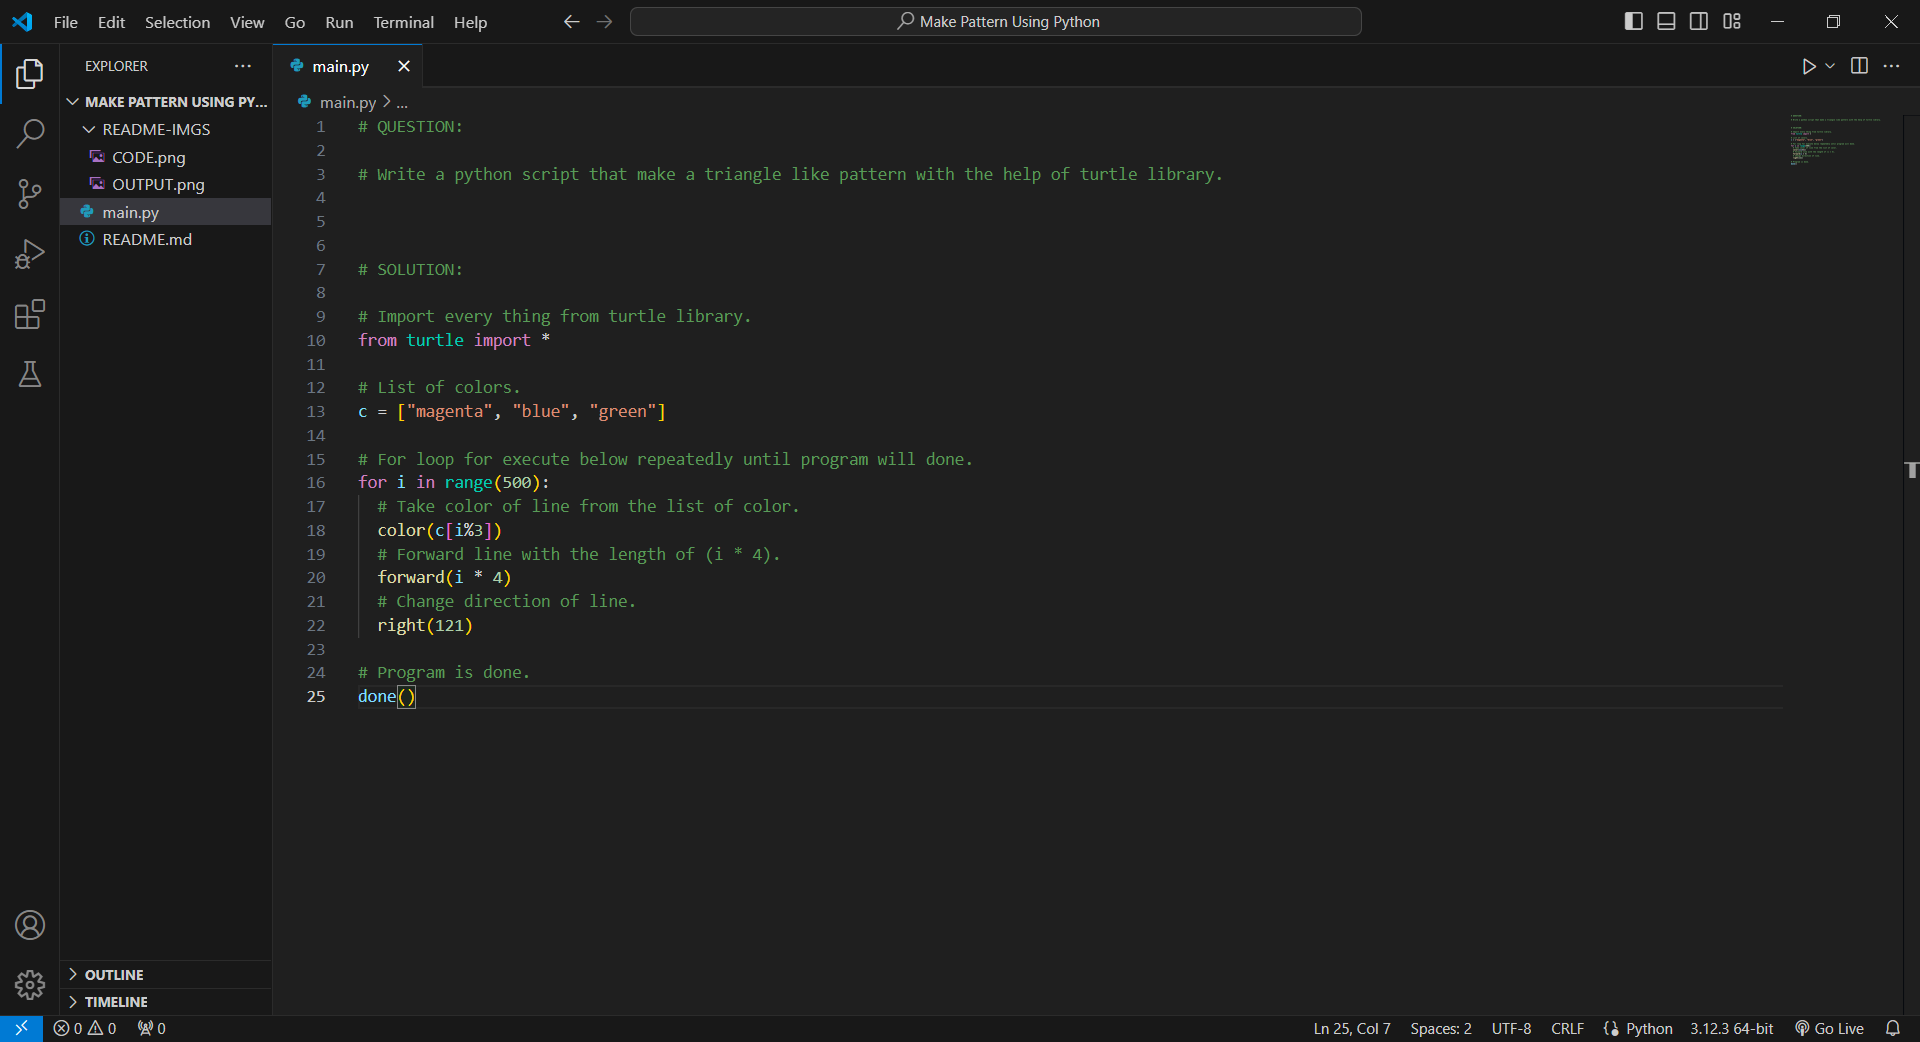 File Edit Selection View Go Run Terminal Help Make Pattern Using Python
EXPLORER
MAKE PATTERN USING PY...
README-IMGS
CODE.png
OUTPUT.png
main.py
README.md
OUTLINE
TIMELINE
main.py
main.py > ...
1 # QUESTION:
2
3 # Write a python script that make a triangle like pattern with the help of turtle library.
4
5
6
7 # SOLUTION:
8
9 # Import every thing from turtle library.
10 from turtle import *
11
12 # List of colors.
13 c = ["magenta", "blue", "green"]
14
15 # For loop for execute below repeatedly until program will done.
16 for i in range(500):
17 # Take color of line from the list of color.
18 color(c[i%3])
19 # Forward line with the length of (i * 4).
20 forward(i * 4)
21 # Change direction of line.
22 right(121)
23
24 # Program is done.
25 done()
0 0 0 Ln 25, Col 7 Spaces: 2 UTF-8 CRLF Python 3.12.3 64-bit Go Live